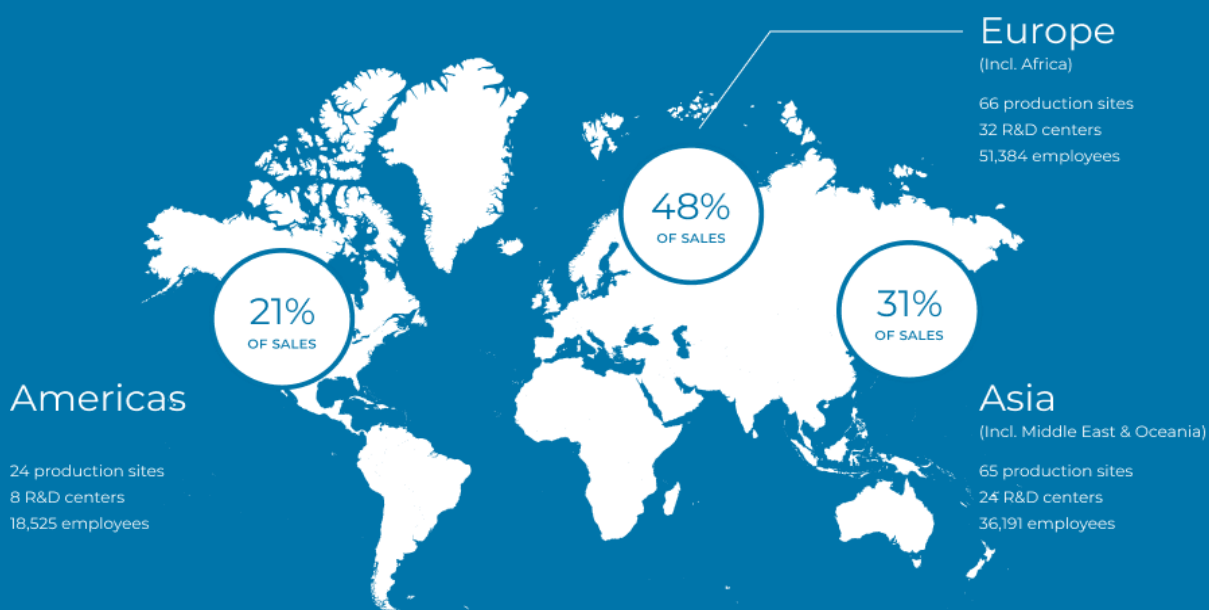 Europe
(Incl. Africa)
66 production sites
32 R&D centers
51,384 employees
48%
OF SALES
21%
OF SALES
31%
OF SALES
Americas
24 production sites
8 R&D centers
18,525 employees
Asia
(Incl. Middle East & Oceania)
65 production sites
24 R&D centers
36,191 employees